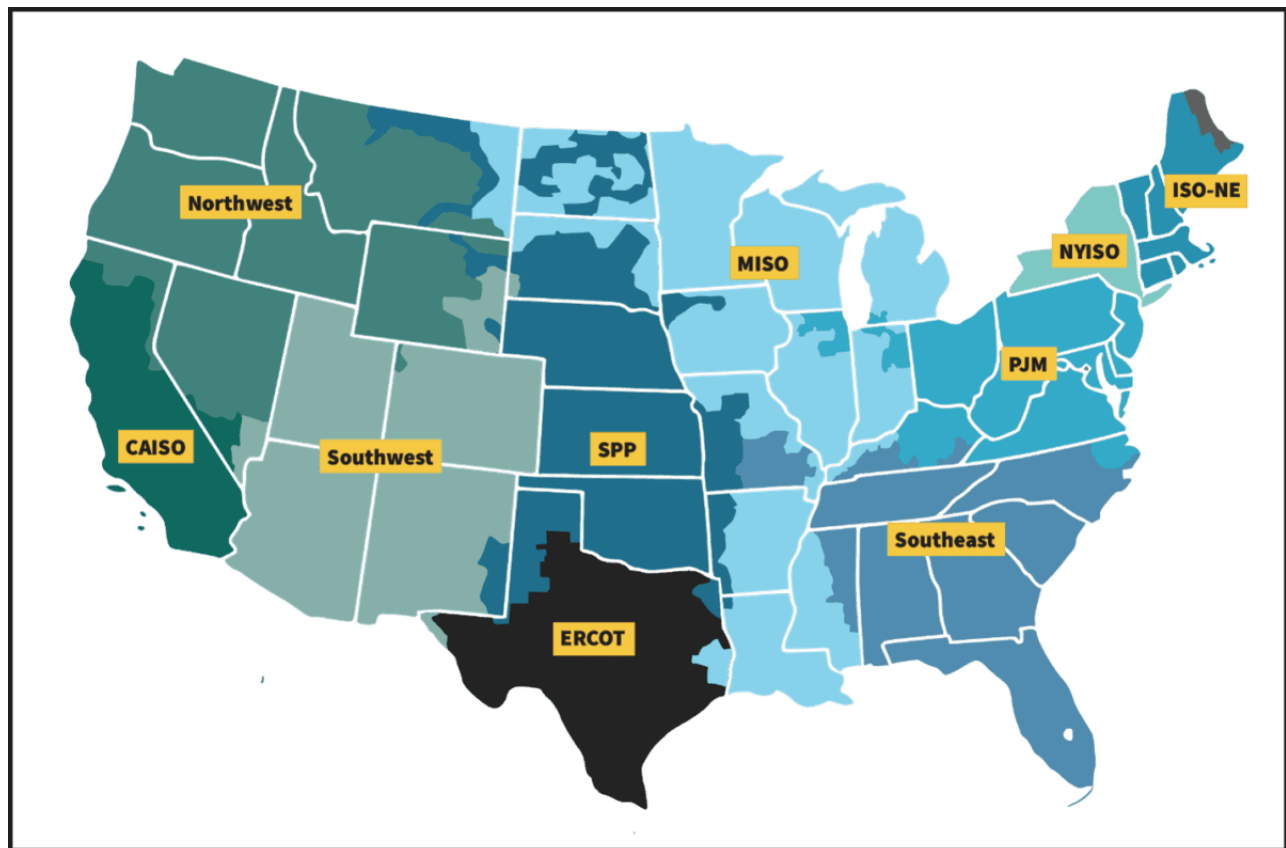 Northwest
ISO-NE
NYISO
MISO
PJM
CAISO
Southwest
SPP
Southeast
ERCOT